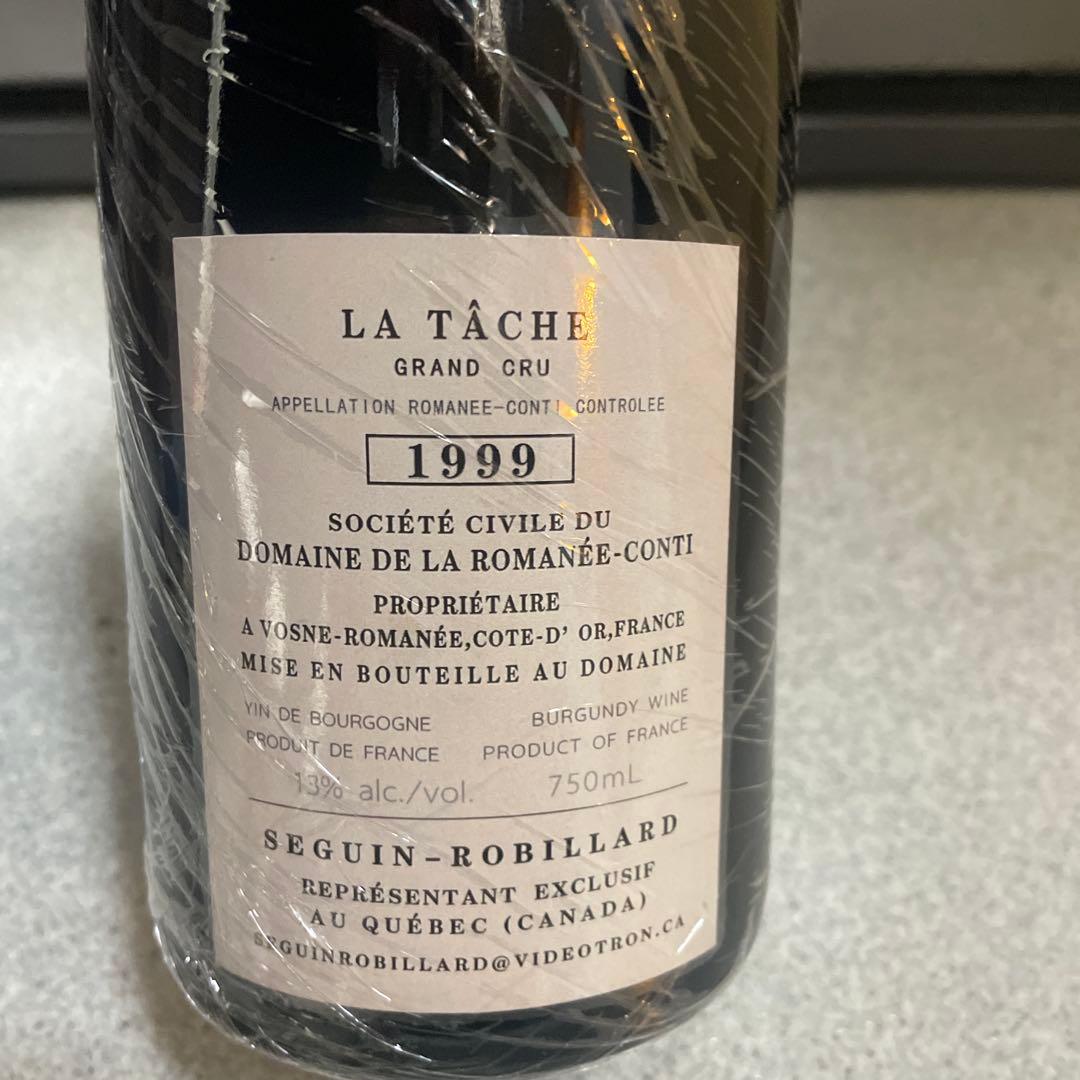 LA TÂCHE
GRAND CRU
APPELLATION ROMANEE-CONTI CONTROLEE
1999
SOCIÉTÉ CIVILE DU
DOMAINE DE LA ROMANÉE-CONTI
PROPRIÉTAIRE
A VOSNE-ROMANÉE,COTE-D' OR,FRANCE
MISE EN BOUTEILLE AU DOMAINE
VIN DE BOURGOGNE BURGUNDY WINE
PRODUIT DE FRANCE PRODUCT OF FRANCE
13% alc./vol. 750mL
SEGUIN-ROBILLARD
REPRÉSENTANT EXCLUSIF
AU QUÉBEC (CANADA)
SEGUINROBILLARD@VIDEOTRON.CA